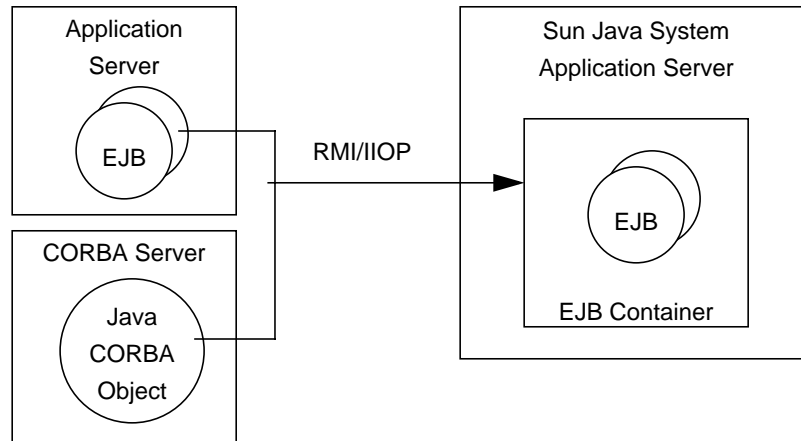 Application
Server
EJB
CORBA Server
Java
CORBA
Object
RMI/IIOP
Sun Java System
Application Server
EJB
EJB Container